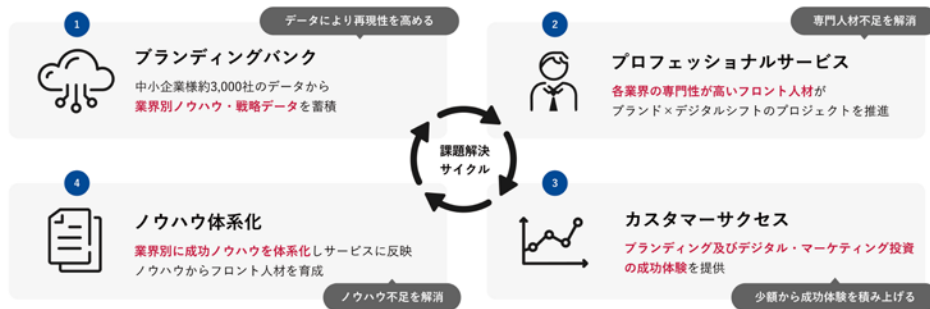 データにより再現性を高める
1
ブランディングバンク
中小企業様約3,000社のデータから
業界別ノウハウ・戦略データを蓄積
専門人材不足を解消
2
プロフェッショナルサービス
各業界の専門性が高いフロント人材が
ブランド×デジタルシフトのプロジェクトを推進
課題解決
サイクル
4
ノウハウ体系化
業界別に成功ノウハウを体系化しサービスに反映
ノウハウからフロント人材を育成
ノウハウ不足を解消
3
カスタマーサクセス
ブランディング及びデジタル・マーケティング投資
の成功体験を提供
少額から成功体験を積み上げる